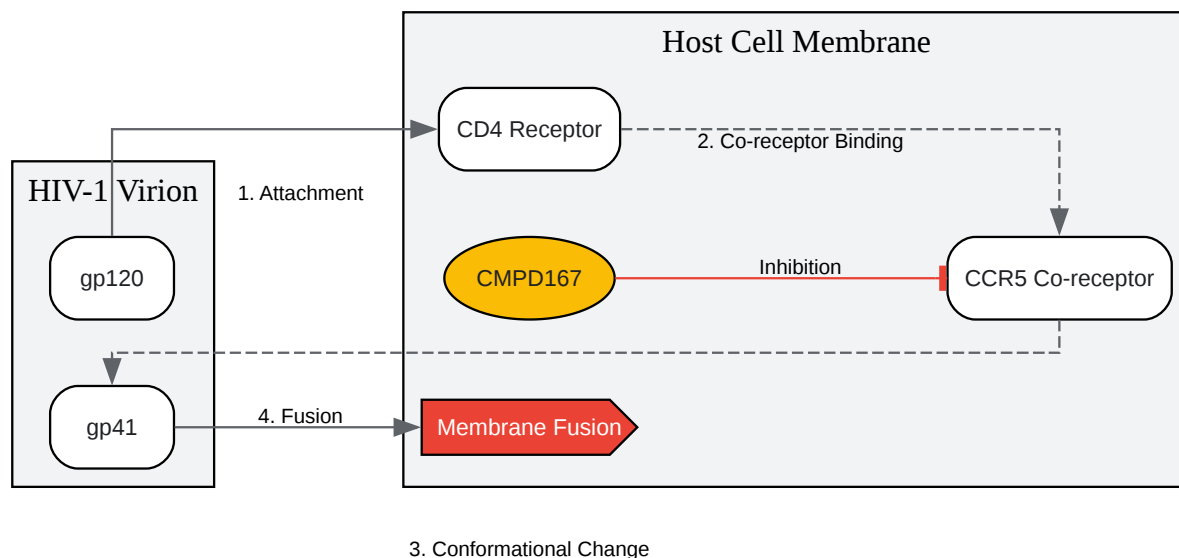 Host Cell Membrane
CD4 Receptor
2. Co-receptor Binding
HIV-1 Virion
1. Attachment
gp120
CMPD167
Inhibition
CCR5 Co-receptor
gp41
4. Fusion
Membrane Fusion
3. Conformational Change